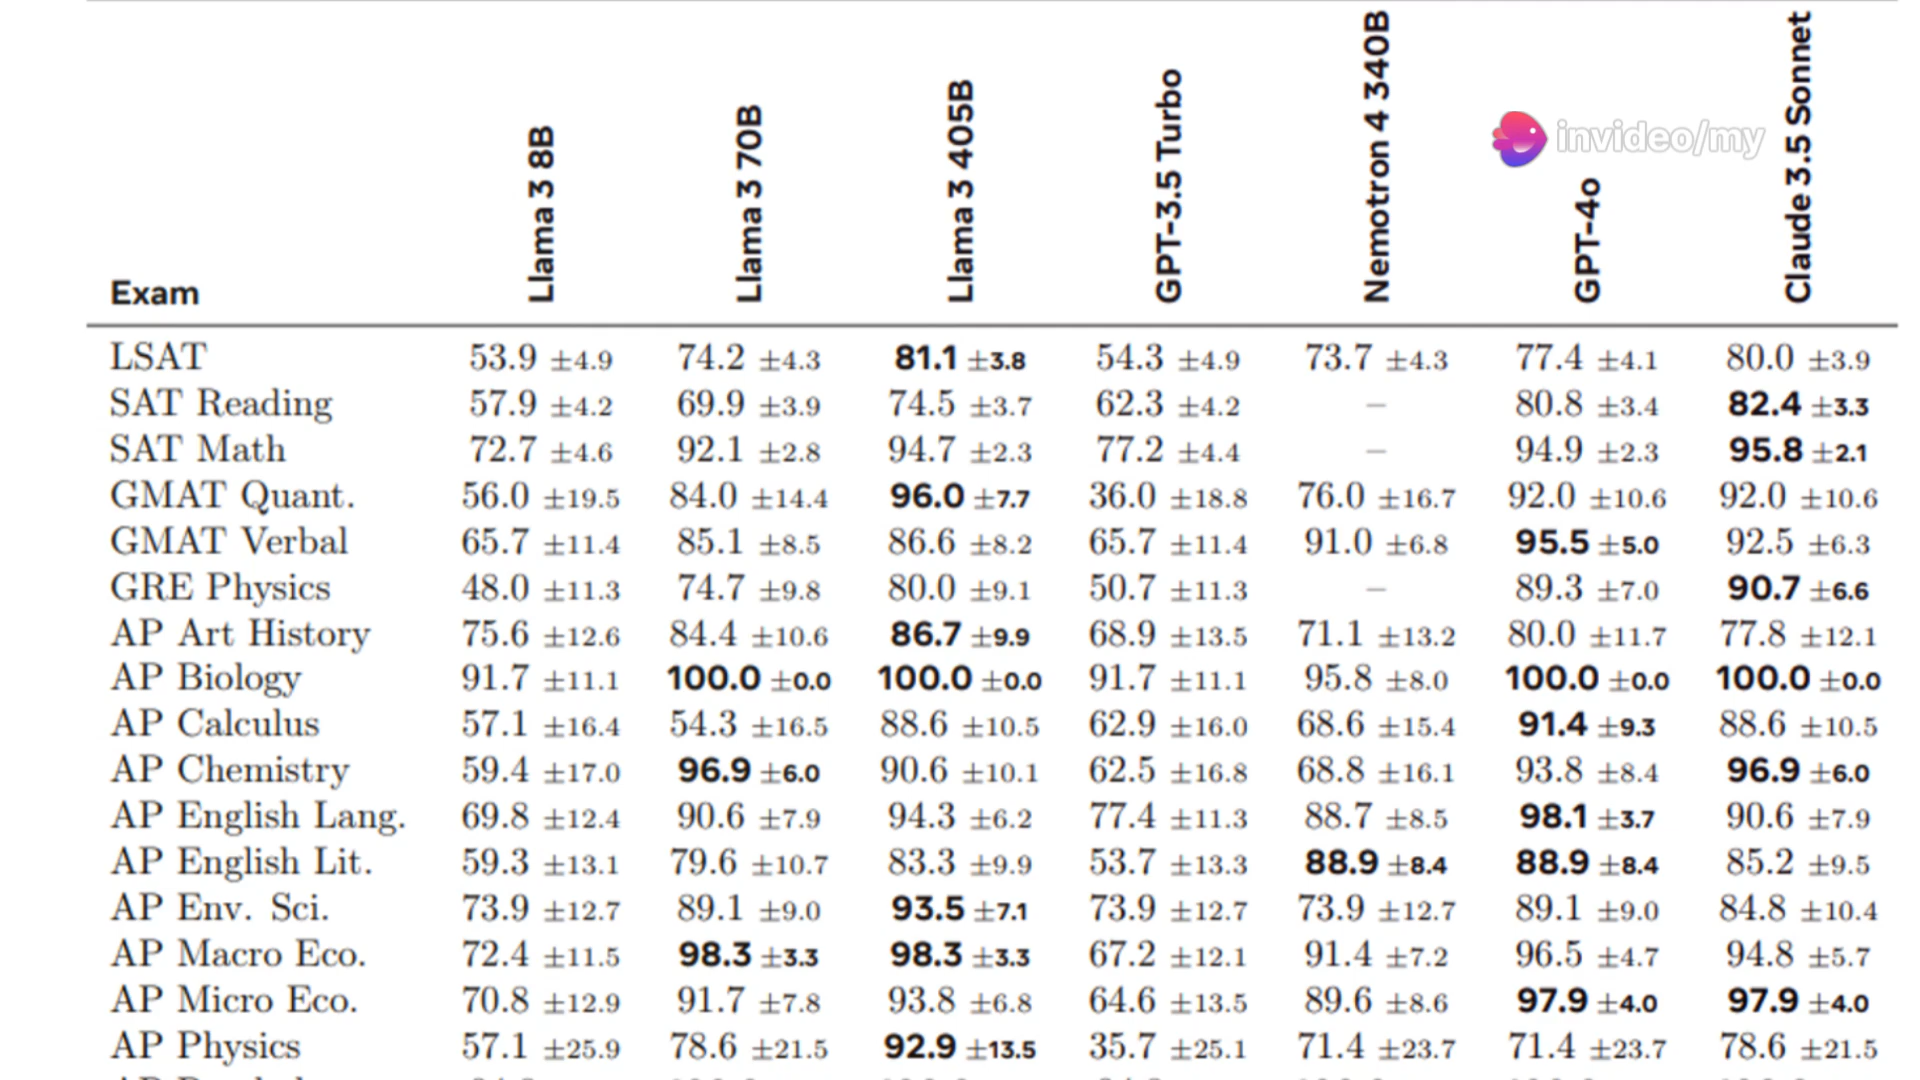 Exam Llama 3 8B Llama 3 70B Llama 3 405B GPT-3.5 Turbo Nemotron 4 340B GPT-4o Claude 3.5 Sonnet
invideo/my
LSAT 53.9 ±4.9 74.2 ±4.3 81.1 ±3.8 54.3 ±4.9 73.7 ±4.3 77.4 ±4.1 80.0 ±3.9
SAT Reading 57.9 ±4.2 69.9 ±3.9 74.5 ±3.7 62.3 ±4.2 – 80.8 ±3.4 82.4 ±3.3
SAT Math 72.7 ±4.6 92.1 ±2.8 94.7 ±2.3 77.2 ±4.4 – 94.9 ±2.3 95.8 ±2.1
GMAT Quant. 56.0 ±19.5 84.0 ±14.4 96.0 ±7.7 36.0 ±18.8 76.0 ±16.7 92.0 ±10.6 92.0 ±10.6
GMAT Verbal 65.7 ±11.4 85.1 ±8.5 86.6 ±8.2 65.7 ±11.4 91.0 ±6.8 95.5 ±5.0 92.5 ±6.3
GRE Physics 48.0 ±11.3 74.7 ±9.8 80.0 ±9.1 50.7 ±11.3 – 89.3 ±7.0 90.7 ±6.6
AP Art History 75.6 ±12.6 84.4 ±10.6 86.7 ±9.9 68.9 ±13.5 71.1 ±13.2 80.0 ±11.7 77.8 ±12.1
AP Biology 91.7 ±11.1 100.0 ±0.0 100.0 ±0.0 91.7 ±11.1 95.8 ±8.0 100.0 ±0.0 100.0 ±0.0
AP Calculus 57.1 ±16.4 54.3 ±16.5 88.6 ±10.5 62.9 ±16.0 68.6 ±15.4 91.4 ±9.3 88.6 ±10.5
AP Chemistry 59.4 ±17.0 96.9 ±6.0 90.6 ±10.1 62.5 ±16.8 68.8 ±16.1 93.8 ±8.4 96.9 ±6.0
AP English Lang. 69.8 ±12.4 90.6 ±7.9 94.3 ±6.2 77.4 ±11.3 88.7 ±8.5 98.1 ±3.7 90.6 ±7.9
AP English Lit. 59.3 ±13.1 79.6 ±10.7 83.3 ±9.9 53.7 ±13.3 88.9 ±8.4 88.9 ±8.4 85.2 ±9.5
AP Env. Sci. 73.9 ±12.7 89.1 ±9.0 93.5 ±7.1 73.9 ±12.7 73.9 ±12.7 89.1 ±9.0 84.8 ±10.4
AP Macro Eco. 72.4 ±11.5 98.3 ±3.3 98.3 ±3.3 67.2 ±12.1 91.4 ±7.2 96.5 ±4.7 94.8 ±5.7
AP Micro Eco. 70.8 ±12.9 91.7 ±7.8 93.8 ±6.8 64.6 ±13.5 89.6 ±8.6 97.9 ±4.0 97.9 ±4.0
AP Physics 57.1 ±25.9 78.6 ±21.5 92.9 ±13.5 35.7 ±25.1 71.4 ±23.7 71.4 ±23.7 78.6 ±21.5